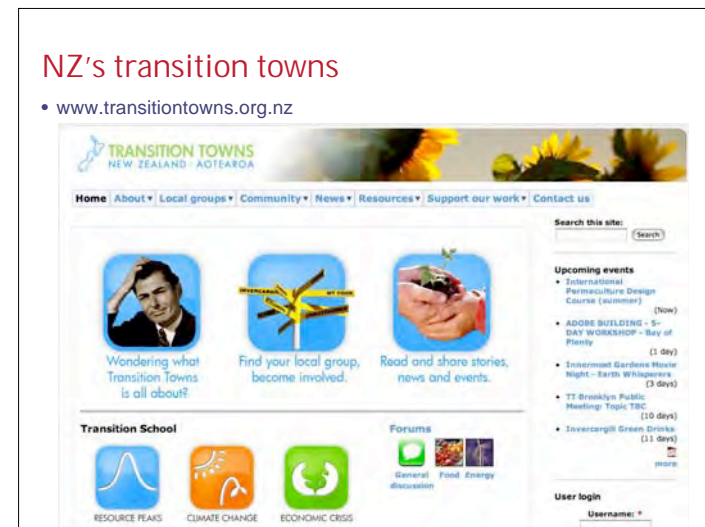 NZ's transition towns
• www.transitiontowns.org.nz
TRANSITION TOWNS
NEW ZEALAND AOTEAROA
Home About Local groups Community News Resources Support our work Contact us
Wondering what
Transition Towns
is all about?
INVERCARGILL
MT ROON
Find your local group,
become involved.
Read and share stories,
news and events.
Transition School
RESOURCE PEAKS
CLIMATE CHANGE
ECONOMIC CRISIS
Forums
General
discussion
Food
Energy
Search this site:
Search
Upcoming events
• International
Permaculture Design
Course (summer)
(Now)
• ADOBE BUILDING - 5-
DAY WORKSHOP - Bay of
Plenty
(1 day)
• Innermost Gardens Movie
Night - Earth Whisperers
(3 days)
• TT Brooklyn Public
Meeting: Topic TBC
(10 days)
• Invercargill Green Drinks
(11 days)
more
User login
Username: *